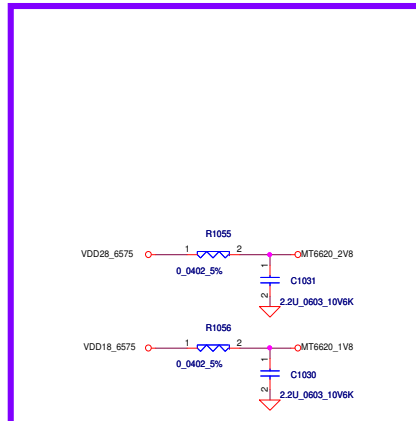 R1055
VDD28_6575 1 2 MT6620_2V8
0_0402_5%
1
C1031
2
2.2U_0603_10V6K
R1056
VDD18_6575 1 2 MT6620_1V8
0_0402_5%
1
C1030
2
2.2U_0603_10V6K